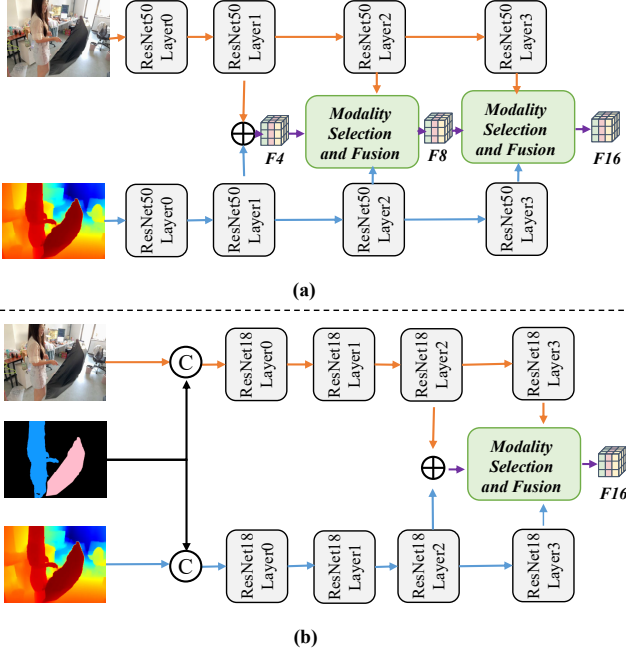 ResNet50
Layer0
ResNet50
Layer1
ResNet50
Layer2
ResNet50
Layer3
Modality
Selection
and Fusion
Modality
Selection
and Fusion
F4
F8
F16
ResNet50
Layer0
ResNet50
Layer1
ResNet50
Layer2
ResNet50
Layer3
(a)
C
ResNet18
Layer0
ResNet18
Layer1
ResNet18
Layer2
ResNet18
Layer3
Modality
Selection
and Fusion
F16
C
ResNet18
Layer0
ResNet18
Layer1
ResNet18
Layer2
ResNet18
Layer3
(b)